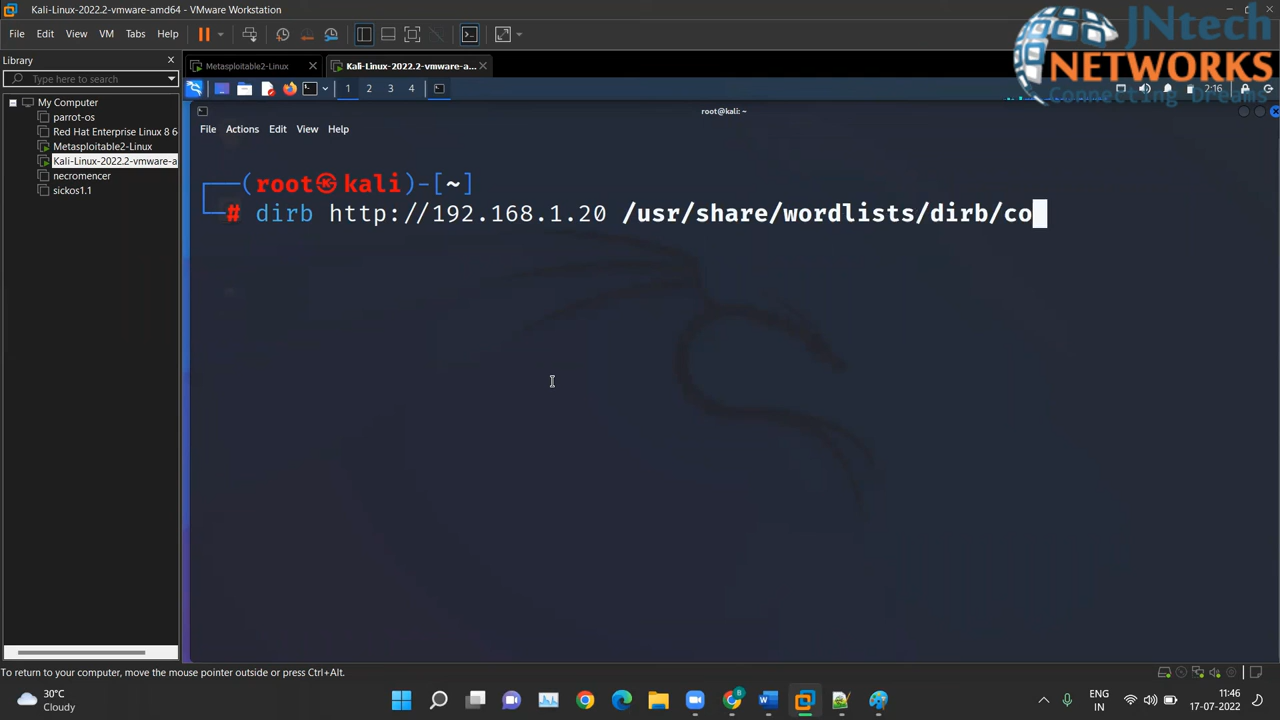 Kali-Linux-2022.2-vmware-amd64 - VMware Workstation
File Edit View VM Tabs Help
JNtech
NETWORKS
Connecting Dreams
Library
Type here to search
Metasploitable2-Linux
Kali-Linux-2022.2-vmware-a...
1 2 3 4
2:16
My Computer
parrot-os
Red Hat Enterprise Linux 8 6
Metasploitable2-Linux
Kali-Linux-2022.2-vmware-a
necromencer
sickos1.1
root@kali: ~
File Actions Edit View Help
(root㉿kali)-[~]
# dirb http://192.168.1.20 /usr/share/wordlists/dirb/co
To return to your computer, move the mouse pointer outside or press Ctrl+Alt.
30°C
Cloudy
ENG
IN
11:46
17-07-2022